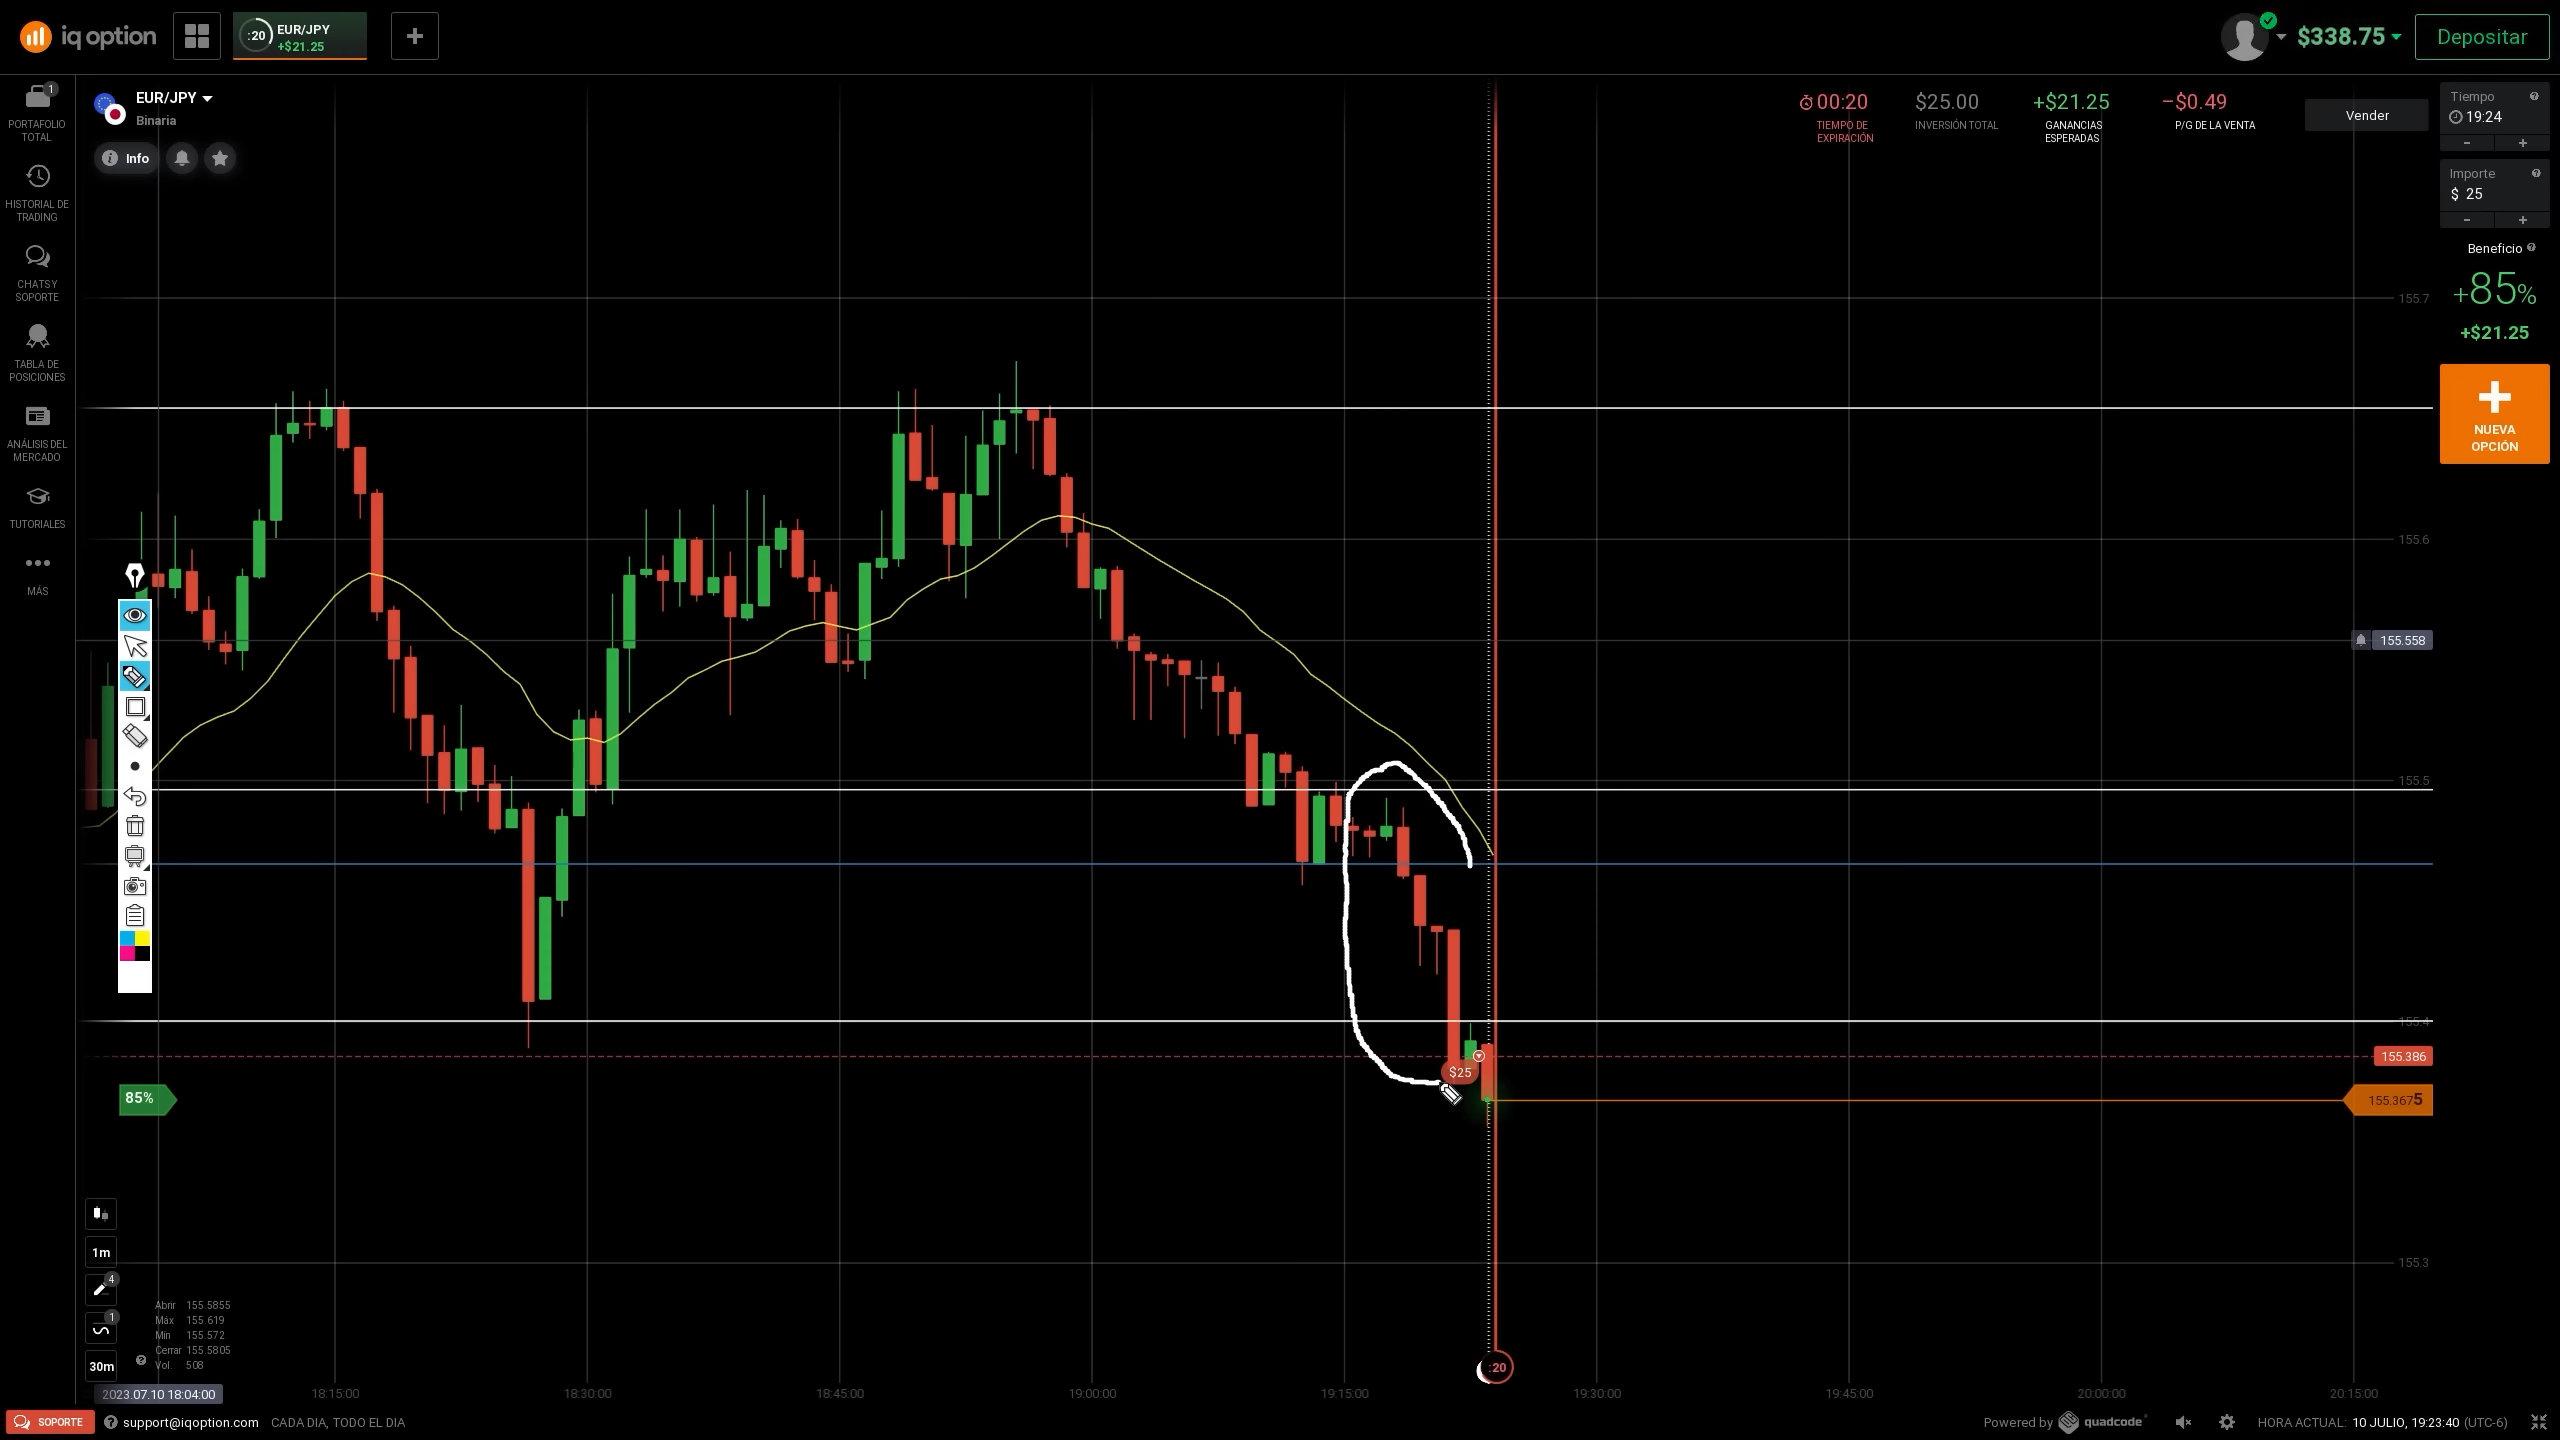 iq option
:20
EUR/JPY
+$21.25
$338.75
Depositar
1
PORTAFOLIO
TOTAL
HISTORIAL DE
TRADING
CHATS Y
SOPORTE
TABLA DE
POSICIONES
ANÁLISIS DEL
MERCADO
TUTORIALES
MÁS
EUR/JPY
Binaria
Info
00:20
TIEMPO DE
EXPIRACIÓN
$25.00
INVERSIÓN TOTAL
+$21.25
GANANCIAS
ESPERADAS
−$0.49
P/G DE LA VENTA
Vender
Tiempo
19:24
- +
Importe
$ 25
- +
Beneficio
+85%
+$21.25
NUEVA
OPCIÓN
155.7
155.6
155.558
155.5
155.4
155.386
155.3675
155.3
$25
85%
1m
4
1
30m
Abrir 155.5855
Máx 155.619
Mín 155.572
Cerrar 155.5805
Vol. 508
:20
2023.07.10 18:04:00
18:15:00
18:30:00
18:45:00
19:00:00
19:15:00
19:30:00
19:45:00
20:00:00
20:15:00
SOPORTE
support@iqoption.com
CADA DIA, TODO EL DIA
Powered by quadcode
HORA ACTUAL: 10 JULIO, 19:23:40 (UTC-6)